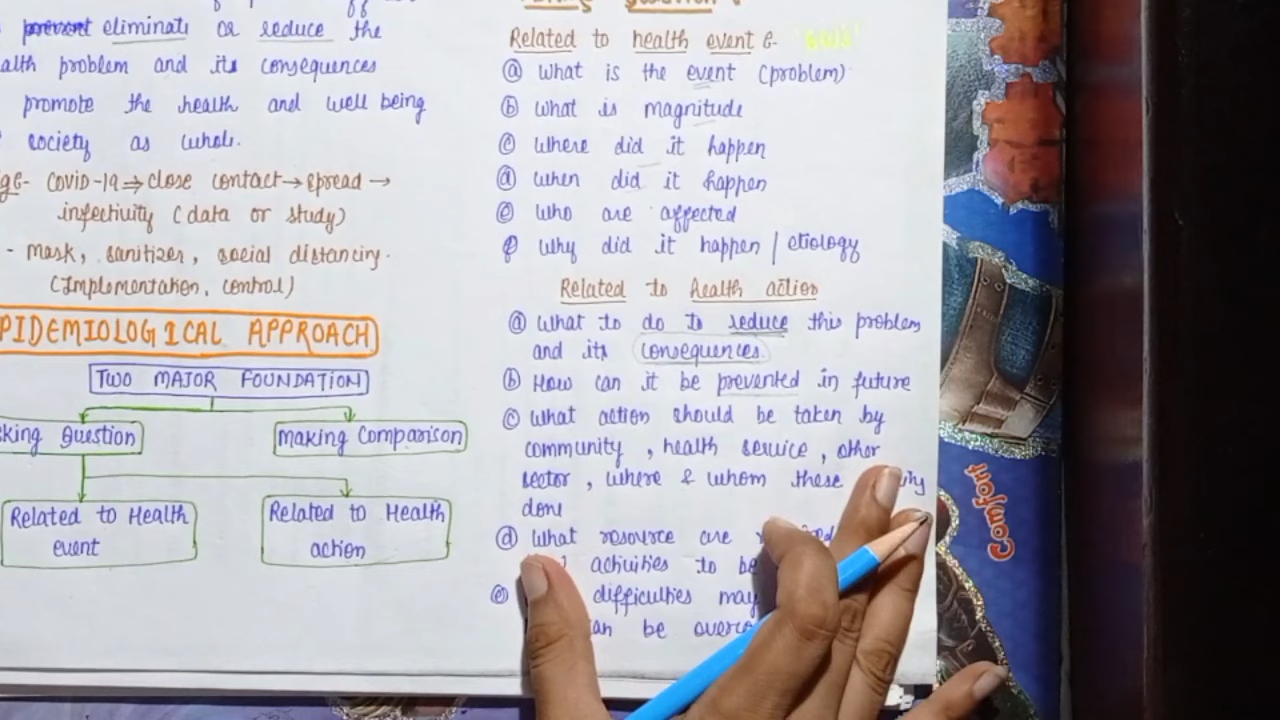 eliminate or reduce the
alth problem and its consequences
promote the health and well being
society as whole.
COVID-19⇒close contact→spread→
infectivity (data or study)
- mask, sanitizer, social distancing.
(Implementation, control)
PIDEMIOLOGICAL APPROACH
TWO MAJOR FOUNDATION
king Question
Making Comparison
Related to Health
event
Related to Health
action
Related to health event :-
ⓐ What is the event (problem)
ⓑ What is magnitude
ⓒ Where did it happen
ⓓ When did it happen
ⓔ Who are affected
ⓕ Why did it happen / etiology
Related to Health action
ⓐ What to do to reduce this problem
and its consequences.
ⓑ How can it be prevented in future
ⓒ What action should be taken by
community, health service, other
sector, where & whom these
done
ⓓ What resource are
activities to be
ⓔ difficulties may
can be
Comfort